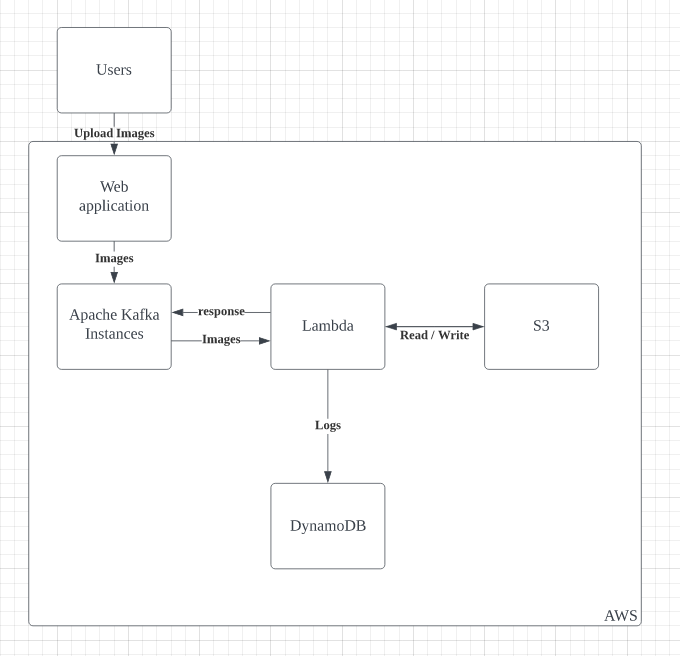 Users
Upload Images
Web
application
Images
Apache Kafka
Instances
response
Images
Lambda
Read / Write
S3
Logs
DynamoDB
AWS